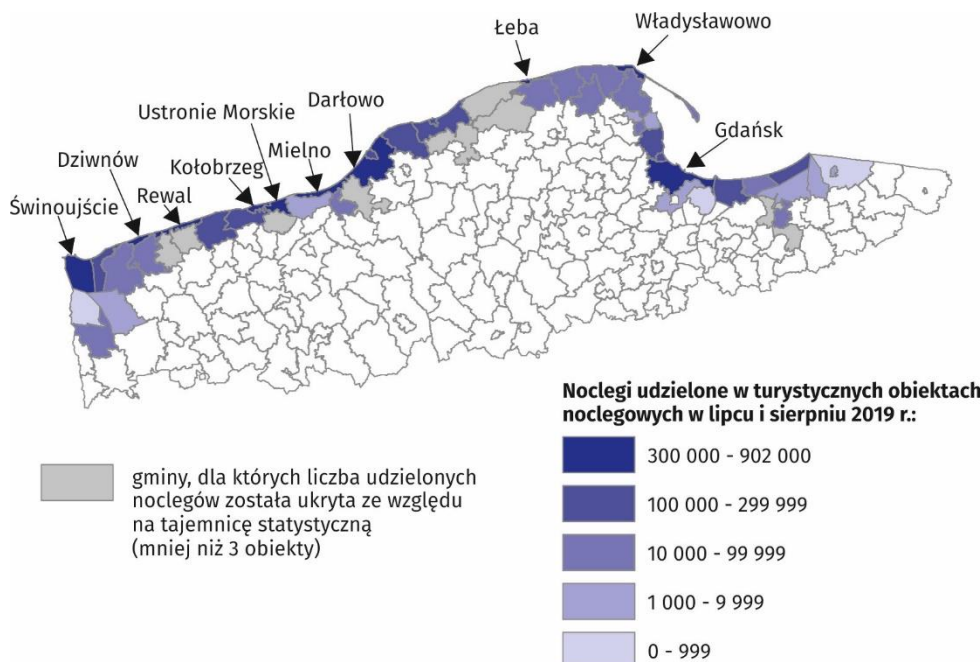 Łeba
Władysławowo
Ustronie Morskie
Darłowo
Dziwnów
Kołobrzeg
Mielno
Gdańsk
Rewal
Świnoujście
Noclegi udzielone w turystycznych obiektach
noclegowych w lipcu i sierpniu 2019 r.:
300 000 - 902 000
100 000 - 299 999
10 000 - 99 999
1 000 - 9 999
0 - 999
gminy, dla których liczba udzielonych
noclegów została ukryta ze względu
na tajemnicę statystyczną
(mniej niż 3 obiekty)